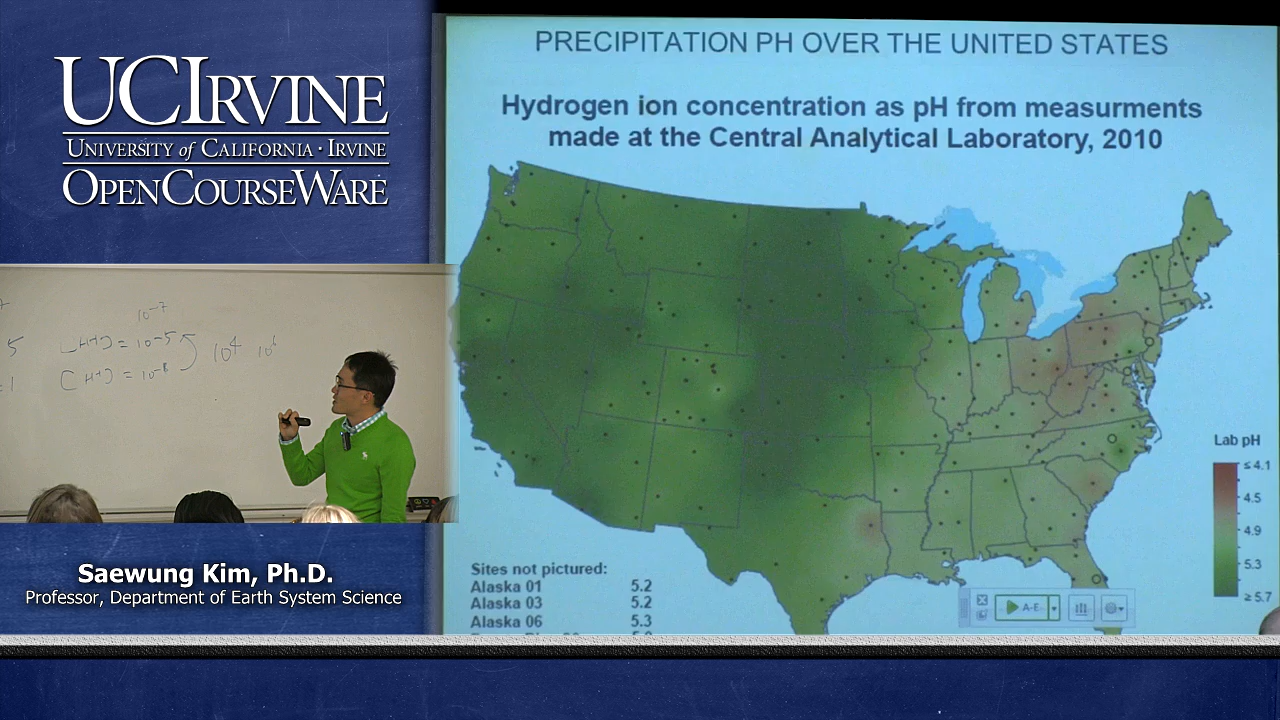 UCIRVINE
UNIVERSITY of CALIFORNIA · IRVINE
OPENCOURSEWARE
PRECIPITATION PH OVER THE UNITED STATES
Hydrogen ion concentration as pH from measurments
made at the Central Analytical Laboratory, 2010
10⁻⁷
5 [H+] = 10⁻⁵ 10⁴ 10⁶
[H+] = 10⁻⁸
Lab pH
≤ 4.1
4.5
4.9
5.3
≥ 5.7
Sites not pictured:
Alaska 01 5.2
Alaska 03 5.2
Alaska 06 5.3
A-E
Saewung Kim, Ph.D.
Professor, Department of Earth System Science